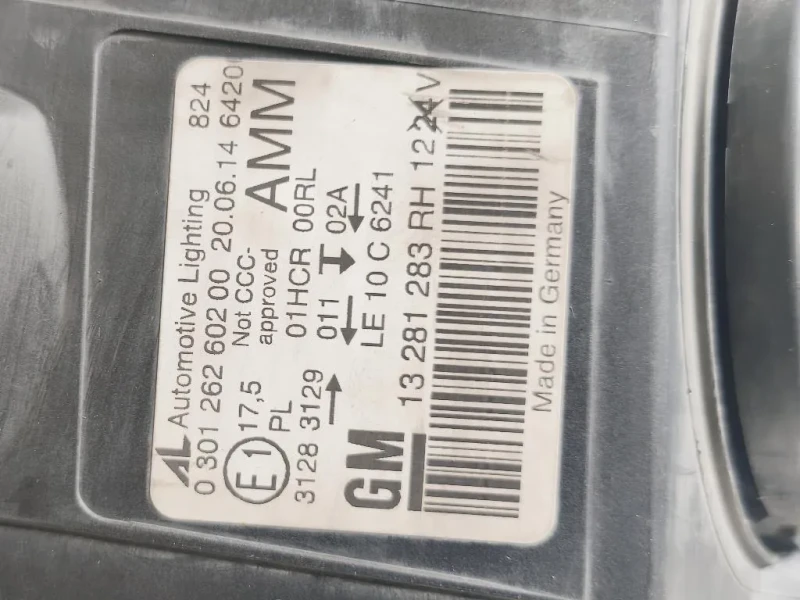 AL Automotive Lighting 824
0 301 262 602 00 20.06.14 6420
E1 17,5 Not CCC-
PL approved AMM
01HCR 00RL
3128 3129 011 02A
LE 10 C 6241
GM 13 281 283 RH 12 24 V
Made in Germany